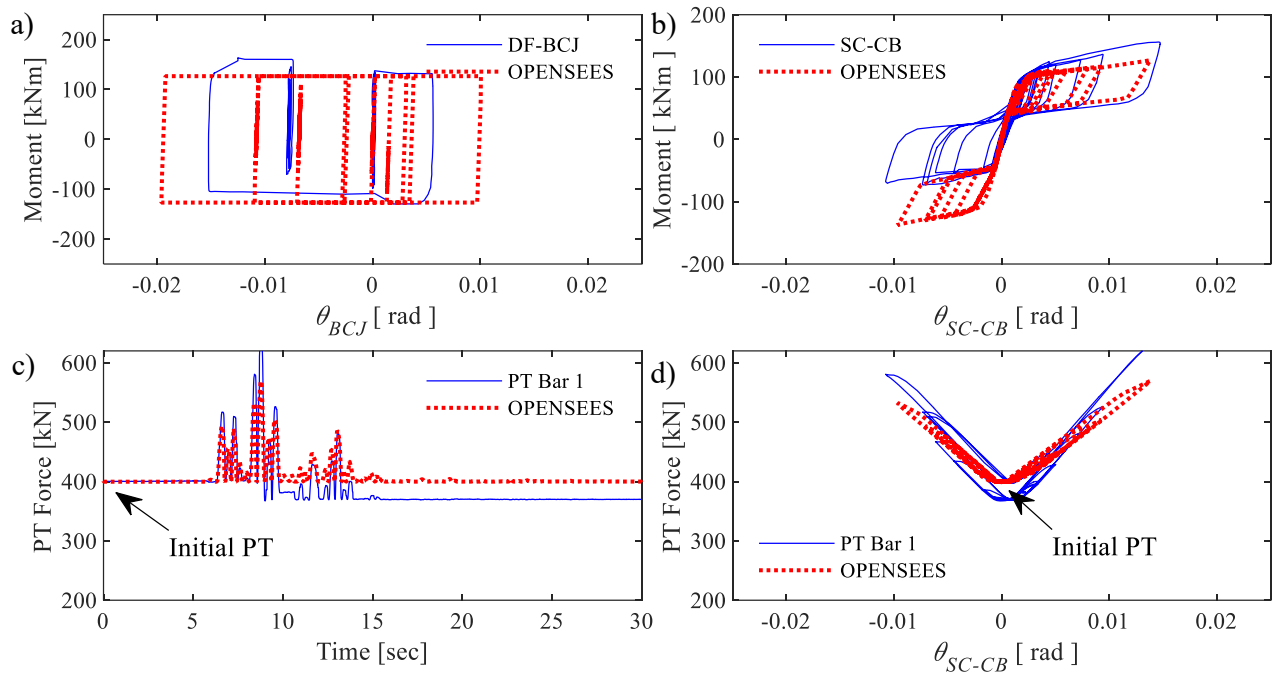 a)
200
100
0
-100
-200
Moment [kNm]
DF-BCJ
OPENSEES
-0.02 -0.01 0 0.01 0.02
θ_BCJ [ rad ]
b)
200
100
0
-100
-200
Moment [ kNm]
SC-CB
OPENSEES
-0.02 -0.01 0 0.01 0.02
θ_SC-CB [ rad ]
c)
600
500
400
300
200
PT Force [kN]
PT Bar 1
OPENSEES
Initial PT
0 5 10 15 20 25 30
Time [sec]
d)
600
500
400
300
200
PT Force [kN]
Initial PT
PT Bar 1
OPENSEES
-0.02 -0.01 0 0.01 0.02
θ_SC-CB [ rad ]